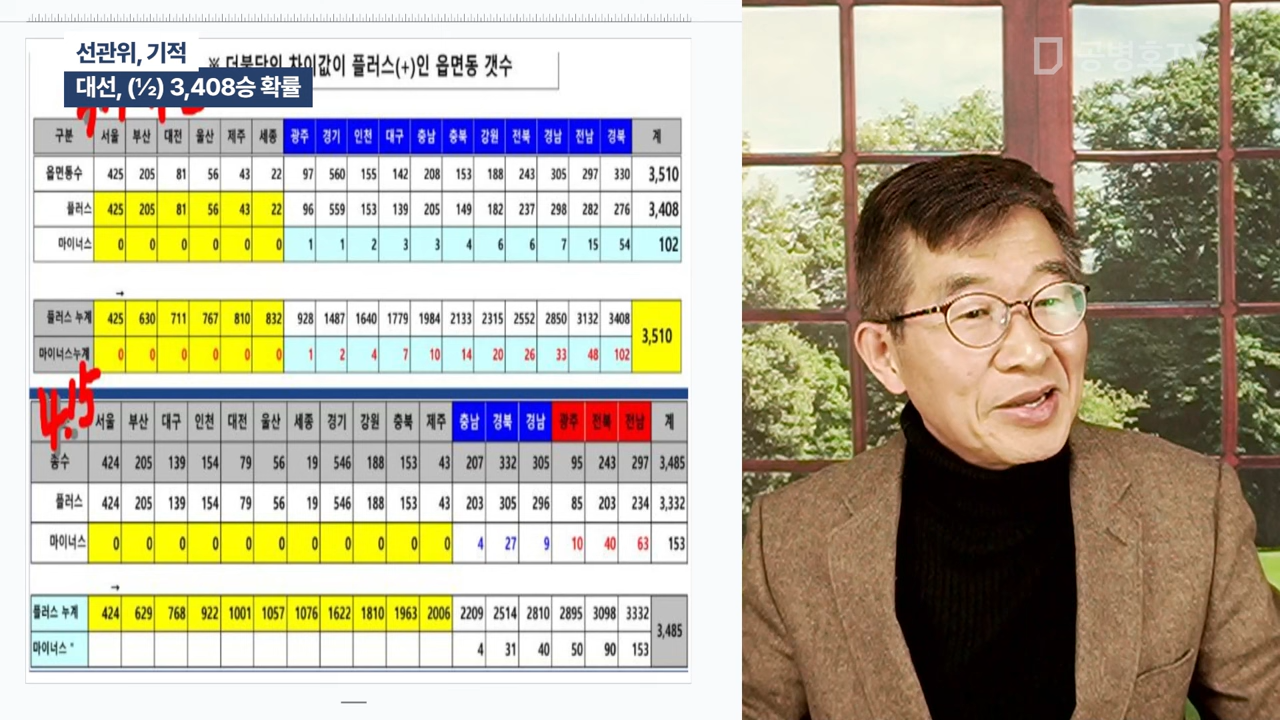 선관위, 기적
대선, (½) 3,408승 확률
※ 더불당의 차이값이 플러스(+)인 읍면동 갯수
구분 서울 부산 대전 울산 제주 세종 광주 경기 인천 대구 충남 충북 강원 전북 경남 전남 경북 계
읍면동수 425 205 81 56 43 22 97 560 155 142 208 153 188 243 305 297 330 3,510
플러스 425 205 81 56 43 22 96 559 153 139 205 149 182 237 298 282 276 3,408
마이너스 0 0 0 0 0 0 1 1 2 3 3 4 6 6 7 15 54 102
→
플러스 누계 425 630 711 767 810 832 928 1487 1640 1779 1984 2133 2315 2552 2850 3132 3408 3,510
마이너스누계 0 0 0 0 0 0 1 2 4 7 10 14 20 26 33 48 102
4.15
서울 부산 대구 인천 대전 울산 세종 경기 강원 충북 제주 충남 경북 경남 광주 전북 전남 계
총수 424 205 139 154 79 56 19 546 188 153 43 207 332 305 95 243 297 3,485
플러스 424 205 139 154 79 56 19 546 188 153 43 203 305 296 85 203 234 3,332
마이너스 0 0 0 0 0 0 0 0 0 0 0 4 27 9 10 40 63 153
→
플러스 누계 424 629 768 922 1001 1057 1076 1622 1810 1963 2006 2209 2514 2810 2895 3098 3332 3,485
마이너스 " 4 31 40 50 90 153
공병호TV